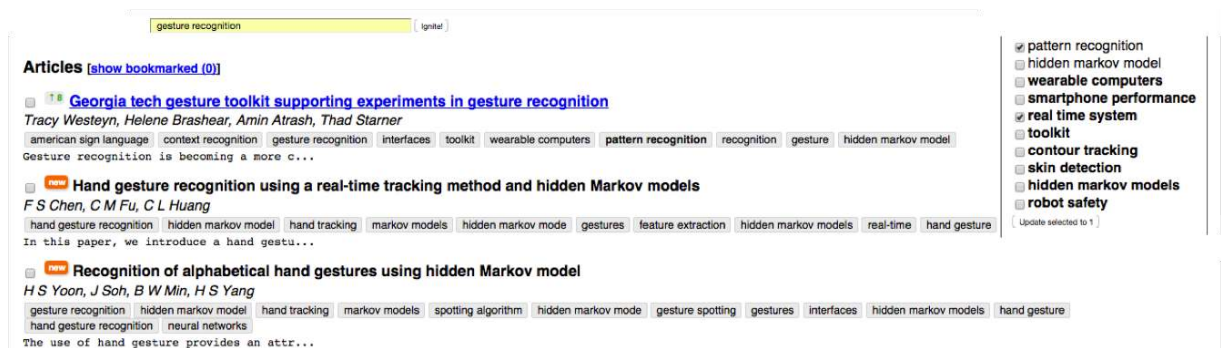 gesture recognition Ignite!
Articles [show bookmarked (0)]
↑8 Georgia tech gesture toolkit supporting experiments in gesture recognition
Tracy Westeyn, Helene Brashear, Amin Atrash, Thad Starner
american sign language context recognition gesture recognition interfaces toolkit wearable computers pattern recognition recognition gesture hidden markov model
Gesture recognition is becoming a more c...
new Hand gesture recognition using a real-time tracking method and hidden Markov models
F S Chen, C M Fu, C L Huang
hand gesture recognition hidden markov model hand tracking markov models hidden markov mode gestures feature extraction hidden markov models real-time hand gesture
In this paper, we introduce a hand gestu...
new Recognition of alphabetical hand gestures using hidden Markov model
H S Yoon, J Soh, B W Min, H S Yang
gesture recognition hidden markov model hand tracking markov models spotting algorithm hidden markov mode gesture spotting gestures interfaces hidden markov models hand gesture
hand gesture recognition neural networks
The use of hand gesture provides an attr...
pattern recognition
hidden markov model
wearable computers
smartphone performance
real time system
toolkit
contour tracking
skin detection
hidden markov models
robot safety
Update selected to 1